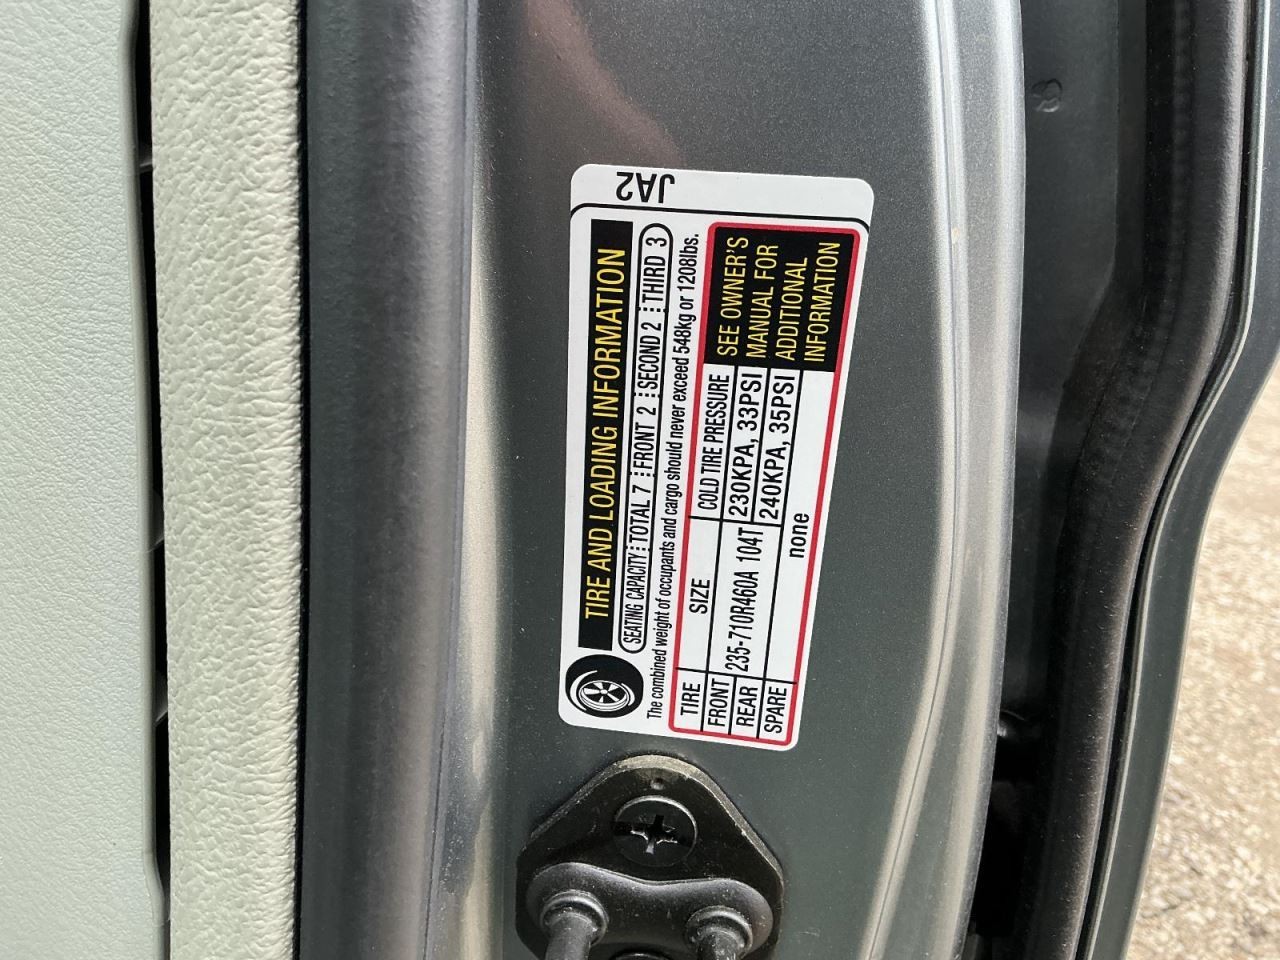 JA2
TIRE AND LOADING INFORMATION
SEATING CAPACITY TOTAL 7 FRONT 2 SECOND 2 THIRD 3
The combined weight of occupants and cargo should never exceed 548kg or 1208lbs.
TIRE SIZE COLD TIRE PRESSURE
FRONT 235-710R460A 104T 230KPA, 33PSI
REAR 240KPA, 35PSI
SPARE none
SEE OWNER'S
MANUAL FOR
ADDITIONAL
INFORMATION